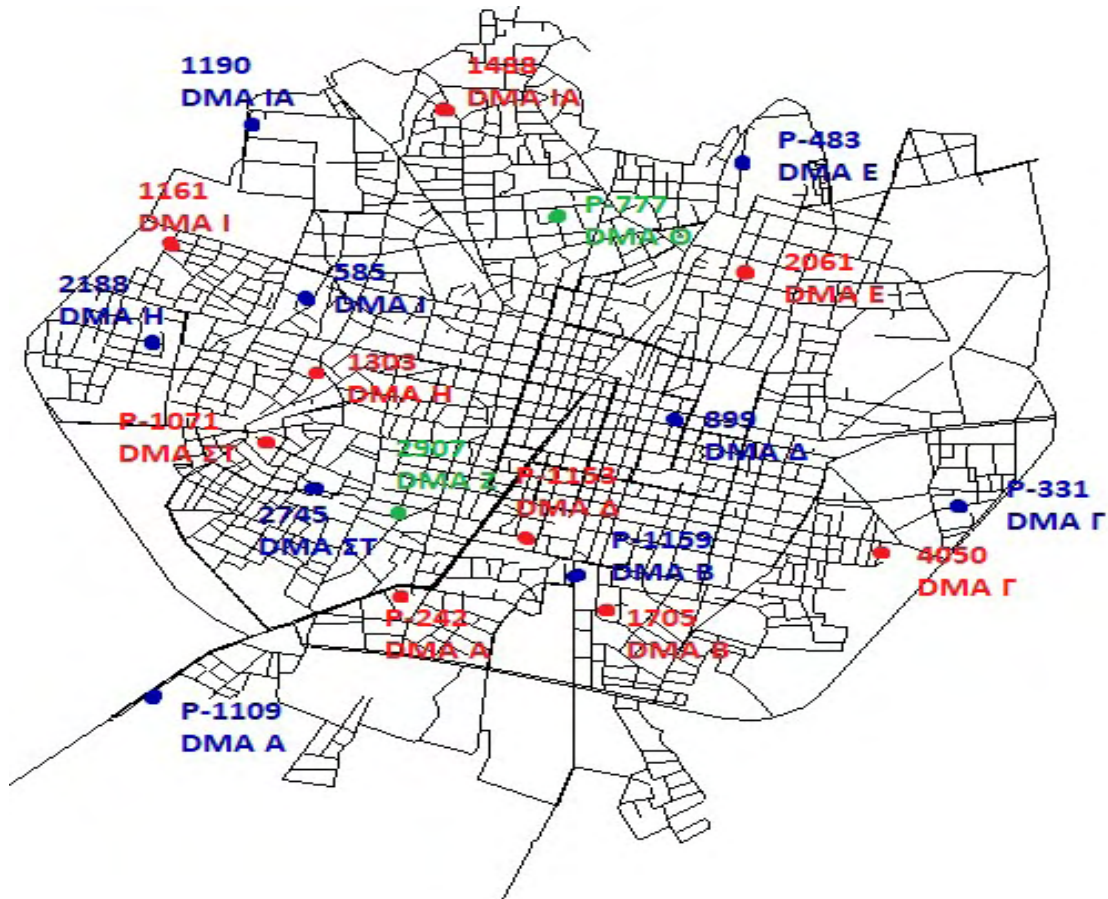 1190
DMA IA
1488
DMA IA
P-483
DMA E
1161
DMA I
P-777
DMA Θ
2188
DMA H
585
DMA I
2061
DMA E
1303
DMA H
P-1071
DMA ΣΤ
2907
DMA Z
899
DMA Δ
P-1153
DMA Δ
P-331
DMA Γ
2745
DMA ΣΤ
P-1159
DMA B
4050
DMA Γ
P-242
DMA A
1705
DMA B
P-1109
DMA A